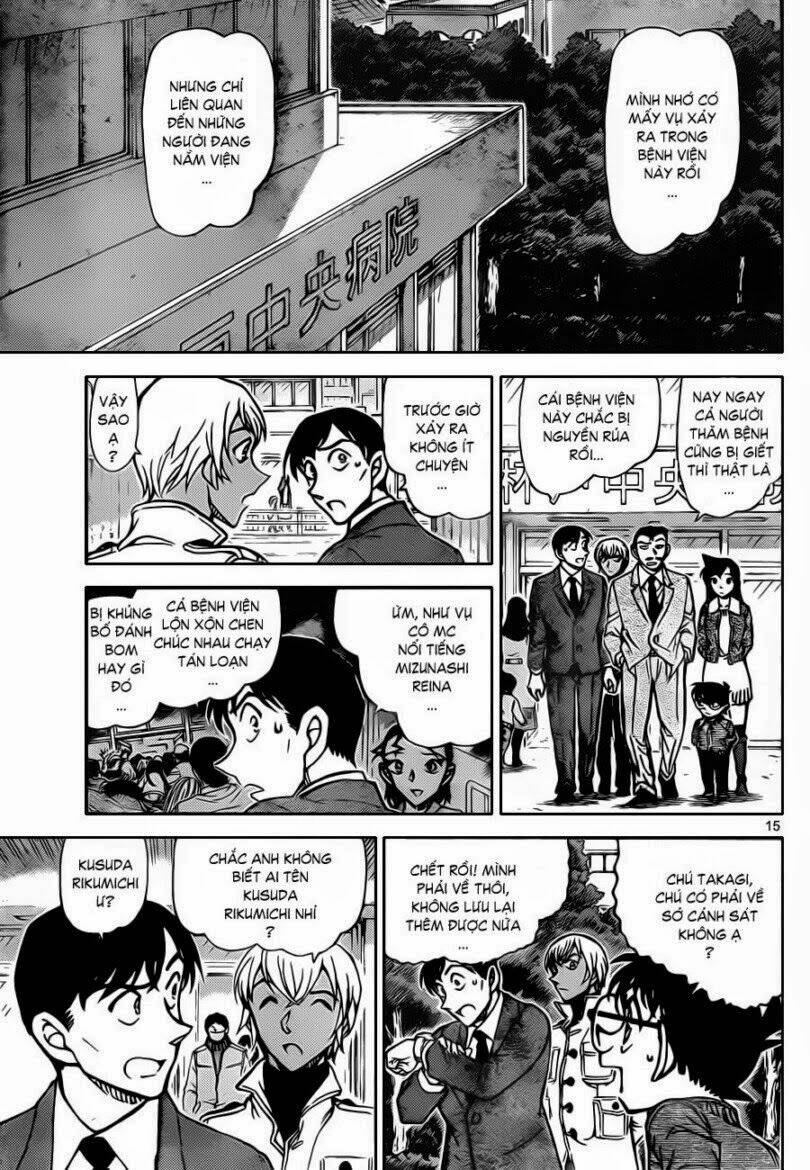 MÌNH NHỚ CÓ
MẤY VỤ XẢY
RA TRONG
BỆNH VIỆN
NÀY RỒI
...
NHƯNG CHỈ
LIÊN QUAN
ĐẾN NHỮNG
NGƯỜI ĐANG
NẰM VIỆN
...
戸中央病院
NAY NGAY
CẢ NGƯỜI
THĂM BỆNH
CŨNG BỊ GIẾT
THÌ THẬT LÀ
...
CÁI BỆNH VIỆN
NÀY CHẮC BỊ
NGUYỀN RỦA
RỒI...
杯戸中央病
TRƯỚC GIỜ
XẢY RA
KHÔNG ÍT
CHUYỆN
...
VẬY
SAO
Ạ
?
ỪM, NHƯ VỤ
CÔ MC
NỔI TIẾNG
MIZUNASHI
REINA
...
CẢ BỆNH VIỆN
LỘN XỘN CHEN
CHÚC NHAU CHẠY
TÁN LOẠN
...
BỊ KHỦNG
BỐ ĐÁNH
BOM
HAY GÌ
ĐÓ
...
15
CHÚ TAKAGI,
CHÚ CÓ PHẢI VỀ
SỞ CẢNH SÁT
KHÔNG Ạ
?
CHẾT RỒI! MÌNH
PHẢI VỀ THÔI,
KHÔNG LƯU LẠI
THÊM ĐƯỢC NỮA
...
CHẮC ANH KHÔNG
BIẾT AI TÊN
KUSUDA
RIKUMICHI NHỈ
?
KUSUDA
RIKUMICHI
Ư?